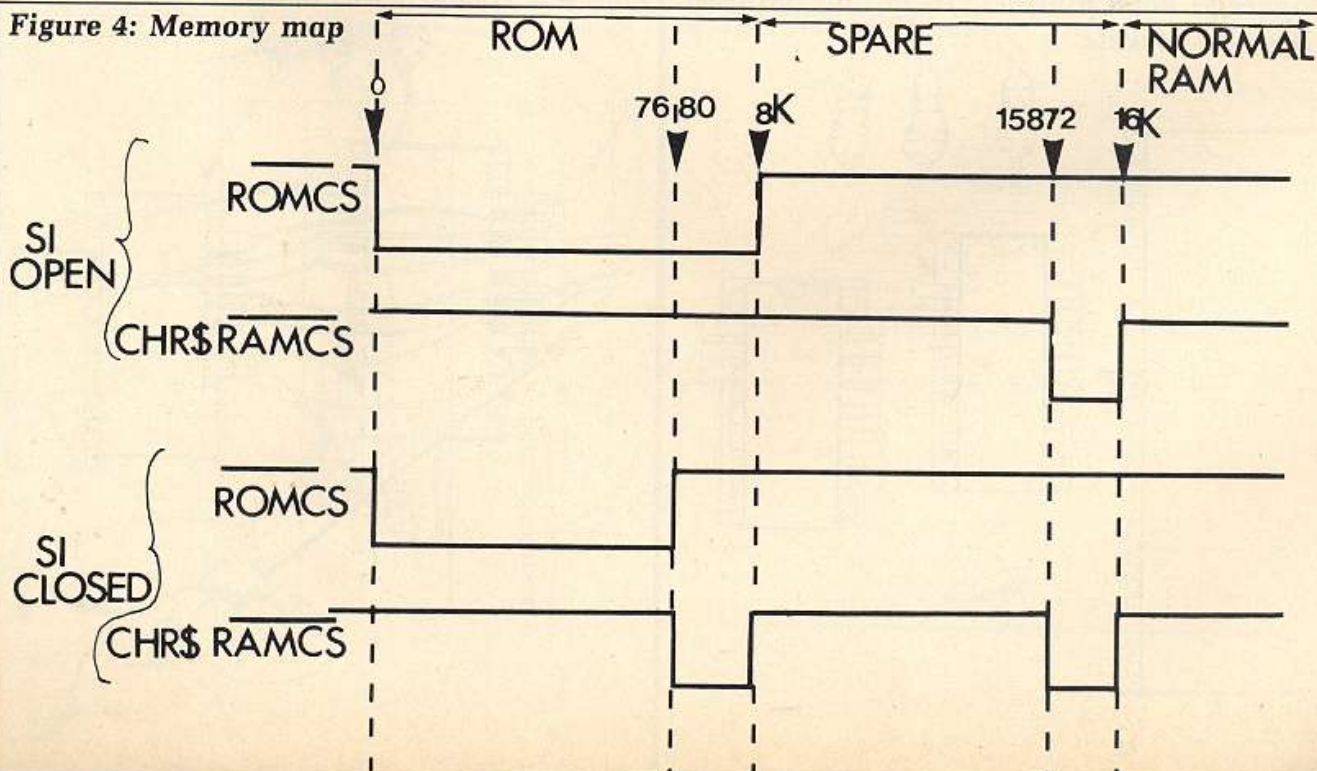 Figure 4: Memory map
ROM
SPARE
NORMAL
RAM
0
7680
8K
15872
16K
ROMCS
SI
OPEN
CHR$ RAMCS
ROMCS
SI
CLOSED
CHR$ RAMCS